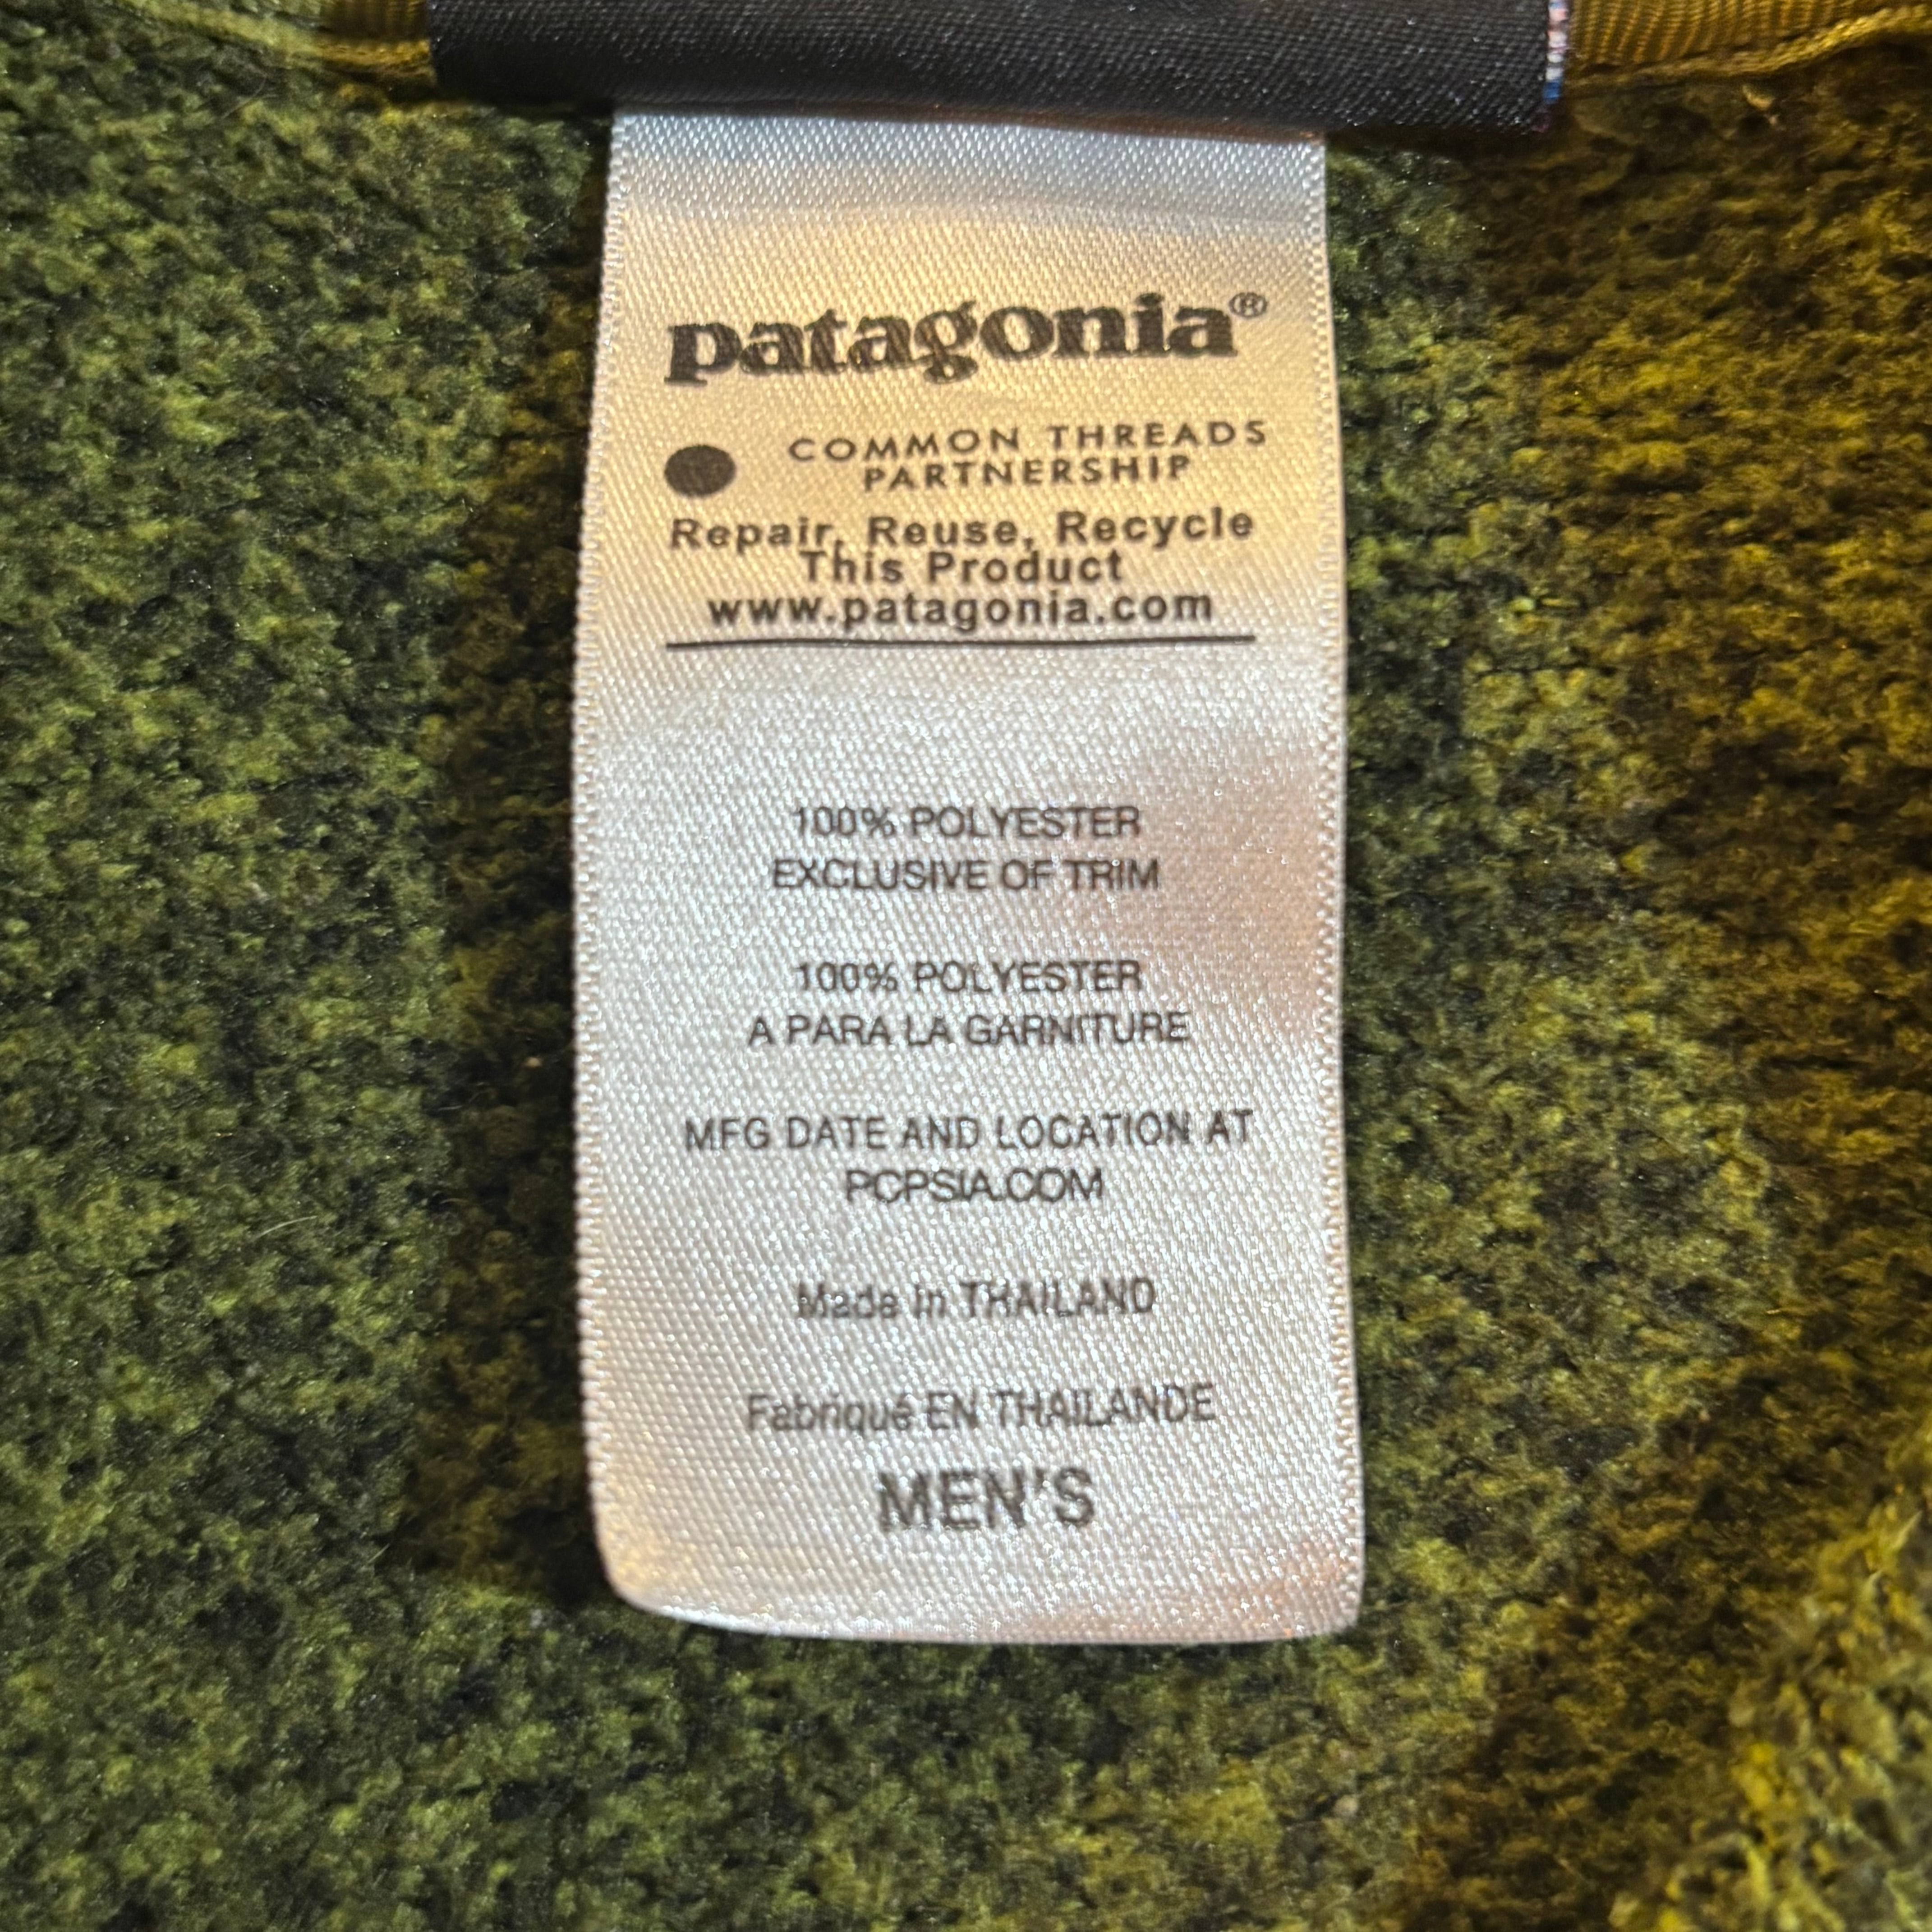 patagonia®
COMMON THREADS
PARTNERSHIP
Repair, Reuse, Recycle
This Product
www.patagonia.com
100% POLYESTER
EXCLUSIVE OF TRIM
100% POLYESTER
A PARA LA GARNITURE
MFG DATE AND LOCATION AT
PCPSIA.COM
Made in THAILAND
Fabriqué EN THAILANDE
MEN'S